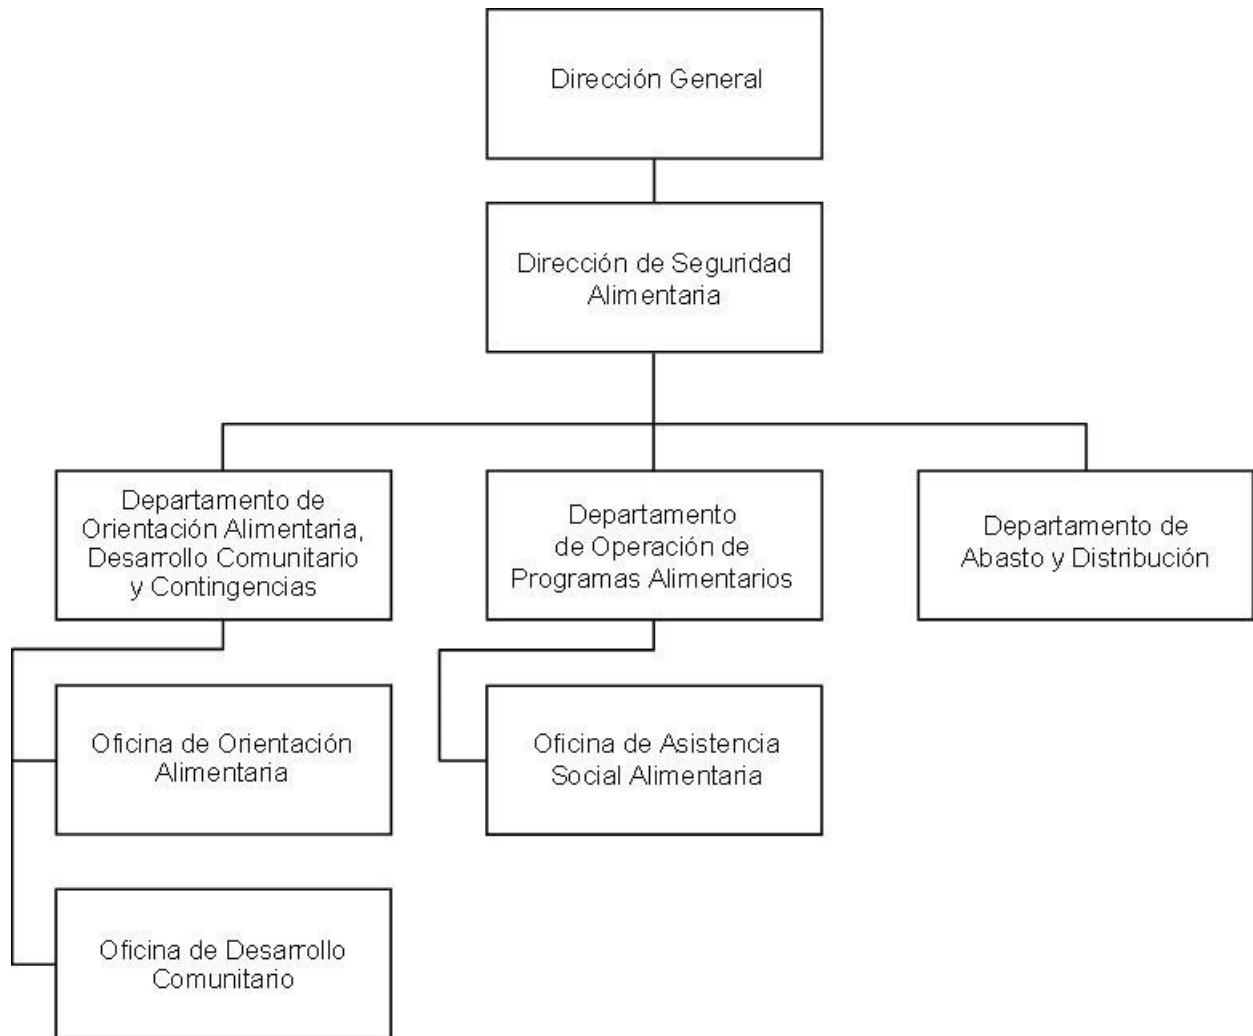 Dirección General
Dirección de Seguridad
Alimentaria
Departamento de
Orientación Alimentaria,
Desarrollo Comunitario
y Contingencias
Departamento
de Operación de
Programas Alimentarios
Departamento de
Abasto y Distribución
Oficina de Orientación
Alimentaria
Oficina de Asistencia
Social Alimentaria
Oficina de Desarrollo
Comunitario